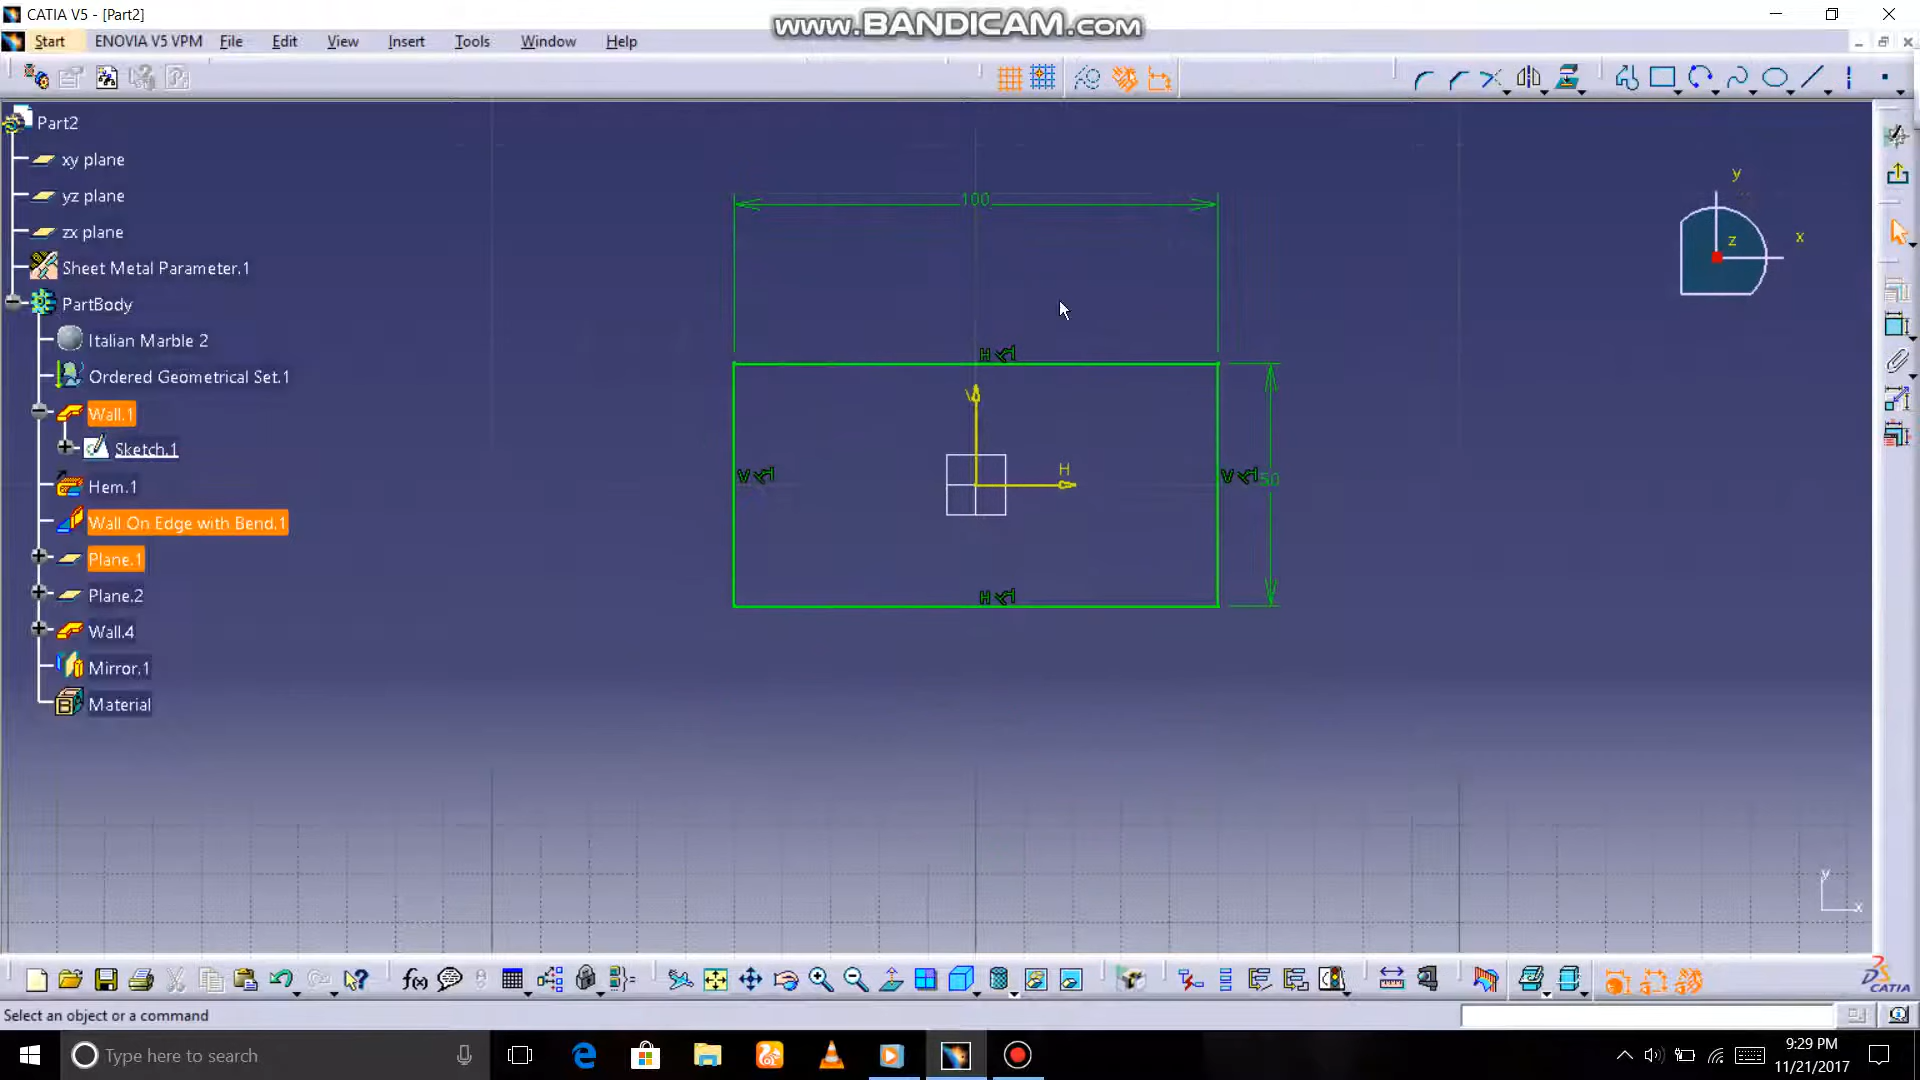 CATIA V5 - [Part2]
www.BANDICAM.com
Start ENOVIA V5 VPM File Edit View Insert Tools Window Help
Part2
xy plane
yz plane
zx plane
Sheet Metal Parameter.1
PartBody
Italian Marble 2
Ordered Geometrical Set.1
Wall.1
Sketch.1
Hem.1
Wall On Edge with Bend.1
Plane.1
Plane.2
Wall.4
Mirror.1
Material
100
H
V
H
V
V
50
H
y
x
z
y
x
f(x)
CATIA
Select an object or a command
Type here to search
9:29 PM
11/21/2017